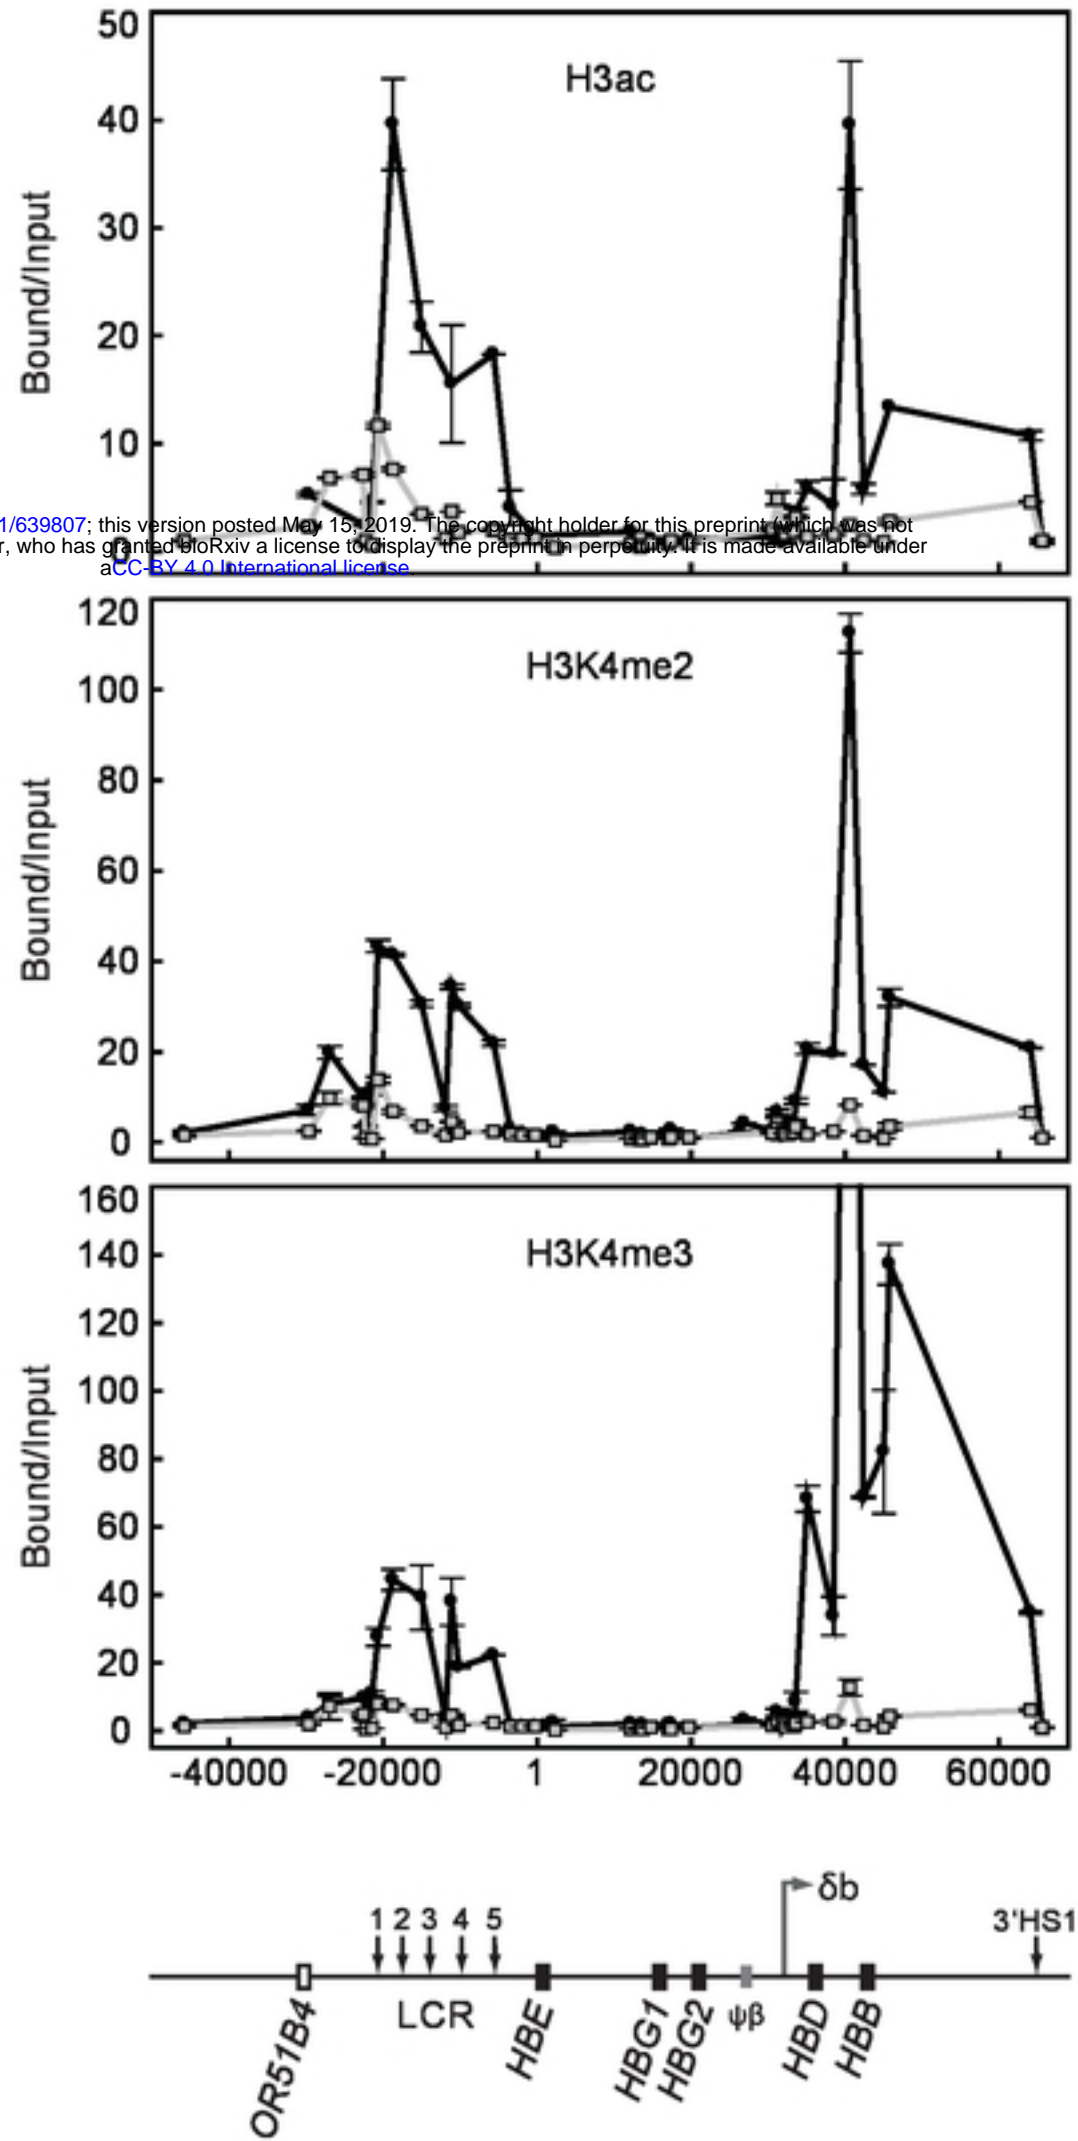 50
H3ac
40
30
20
10
0
Bound/Input
1/639807; this version posted May 15, 2019. The copyright holder for this preprint (which was not
r, who has granted bioRxiv a license to display the preprint in perpetuity. It is made available under
aCC-BY 4.0 International license.
120
H3K4me2
100
80
60
40
20
0
Bound/Input
160
H3K4me3
140
120
100
80
60
40
20
0
Bound/Input
-40000 -20000 1 20000 40000 60000
δb
1 2 3 4 5 3'HS1
OR51B4 LCR HBE HBG1 HBG2 ψβ HBD HBB